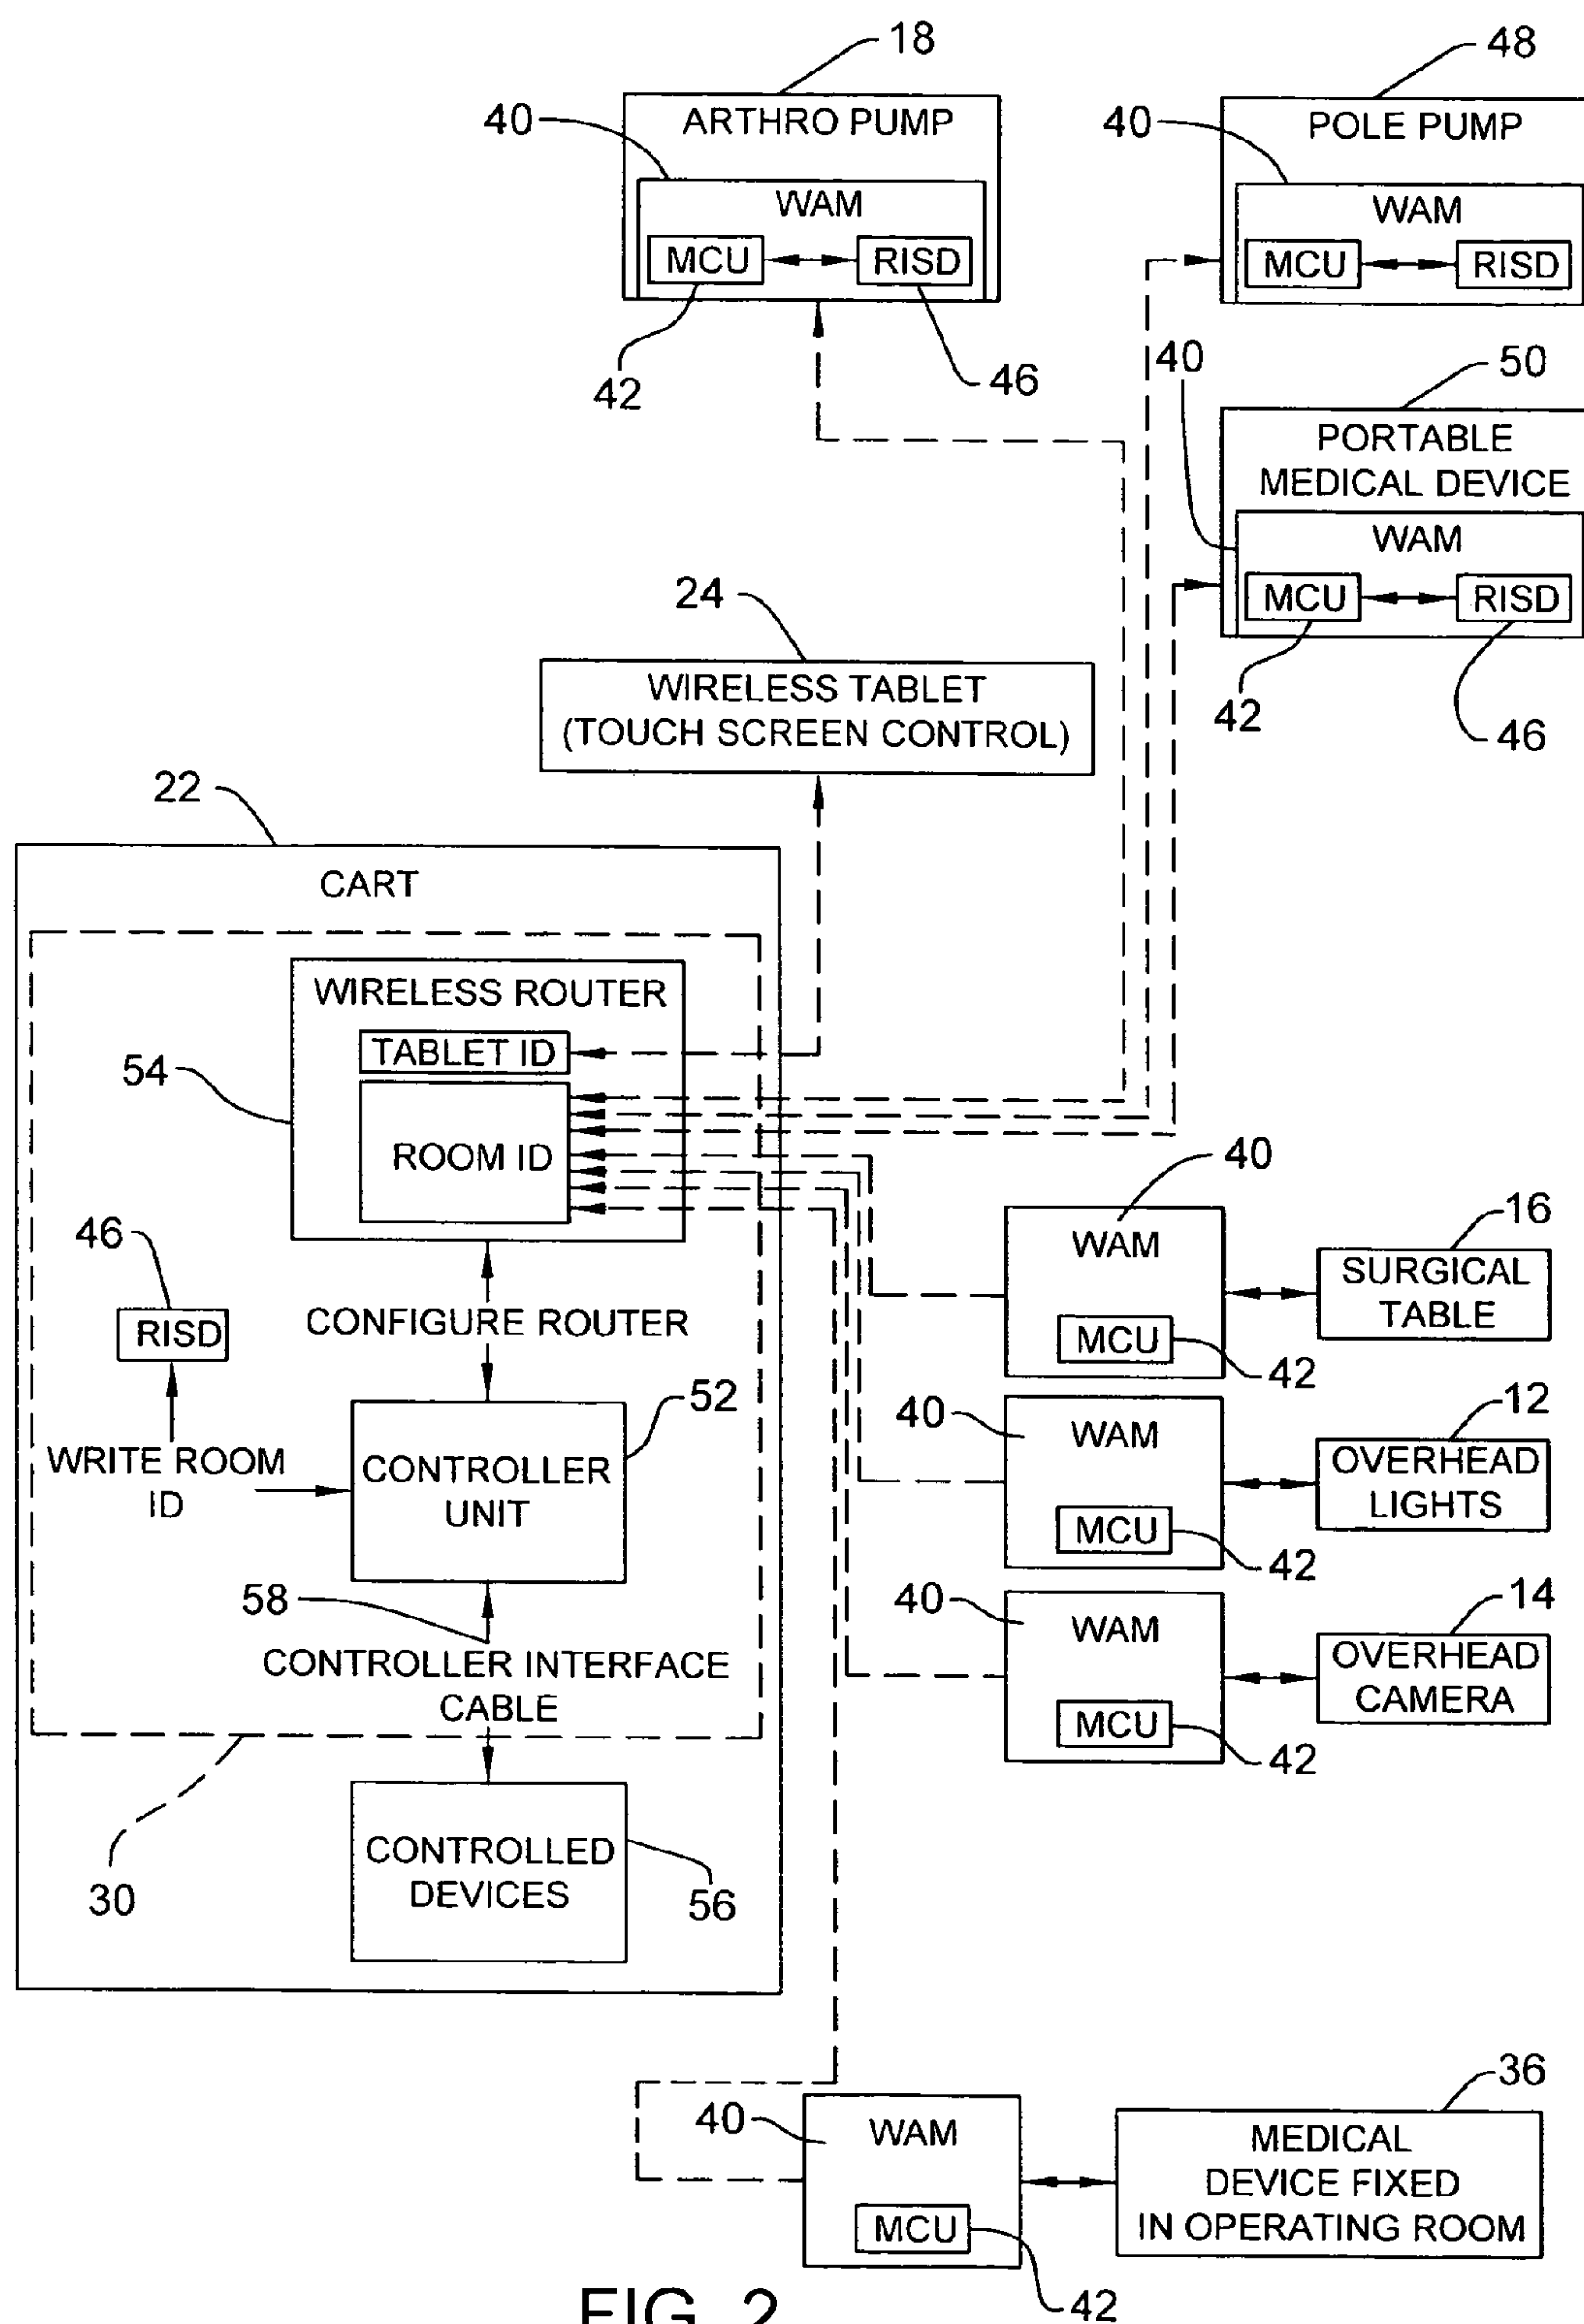 18
48
40
ARTHRO PUMP
40
POLE PUMP
WAM
WAM
MCU
RISD
MCU
RISD
42
46
40
50
PORTABLE
MEDICAL DEVICE
WAM
MCU
RISD
42
46
24
WIRELESS TABLET
(TOUCH SCREEN CONTROL)
22
CART
WIRELESS ROUTER
TABLET ID
54
ROOM ID
46
RISD
CONFIGURE ROUTER
52
WRITE ROOM
ID
CONTROLLER
UNIT
58
CONTROLLER INTERFACE
CABLE
30
CONTROLLED
DEVICES
56
40
WAM
MCU
42
16
SURGICAL
TABLE
40
WAM
MCU
42
12
OVERHEAD
LIGHTS
40
WAM
MCU
42
14
OVERHEAD
CAMERA
40
WAM
MCU
42
36
MEDICAL
DEVICE FIXED
IN OPERATING ROOM
FIG. 2